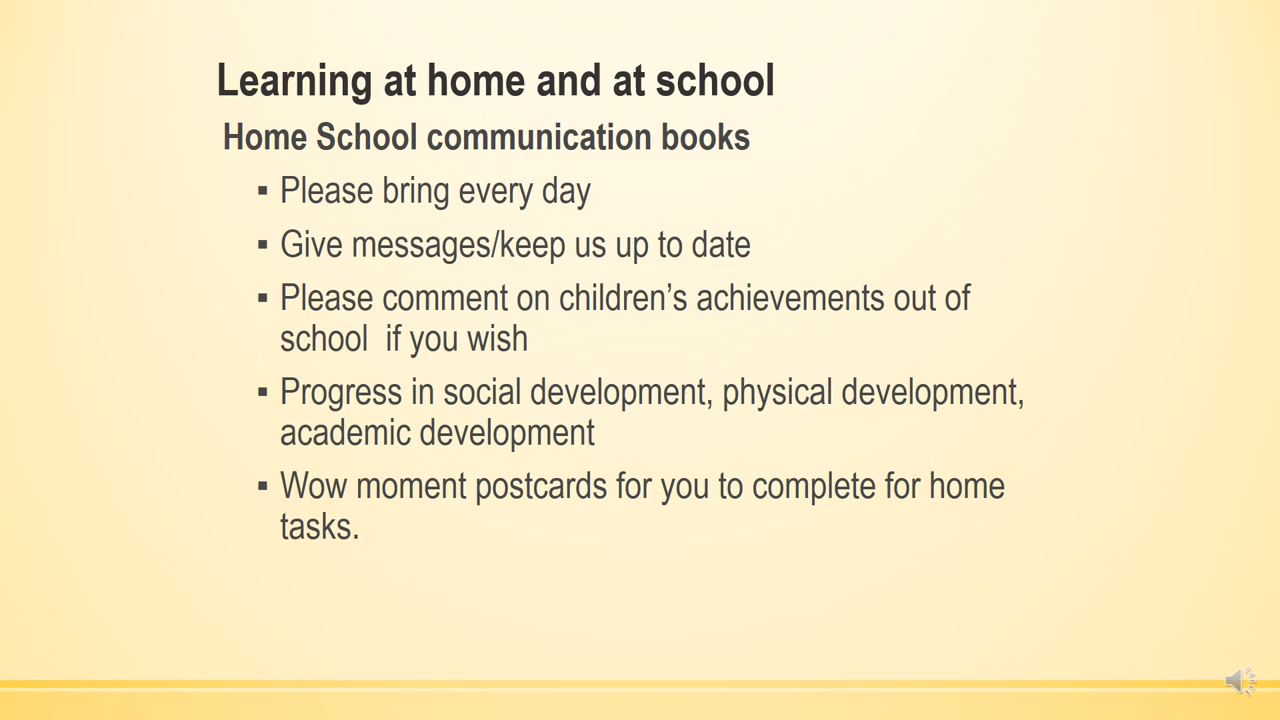 Learning at home and at school
Home School communication books
▪ Please bring every day
▪ Give messages/keep us up to date
▪ Please comment on children’s achievements out of
school  if you wish
▪ Progress in social development, physical development,
academic development
▪ Wow moment postcards for you to complete for home
tasks.